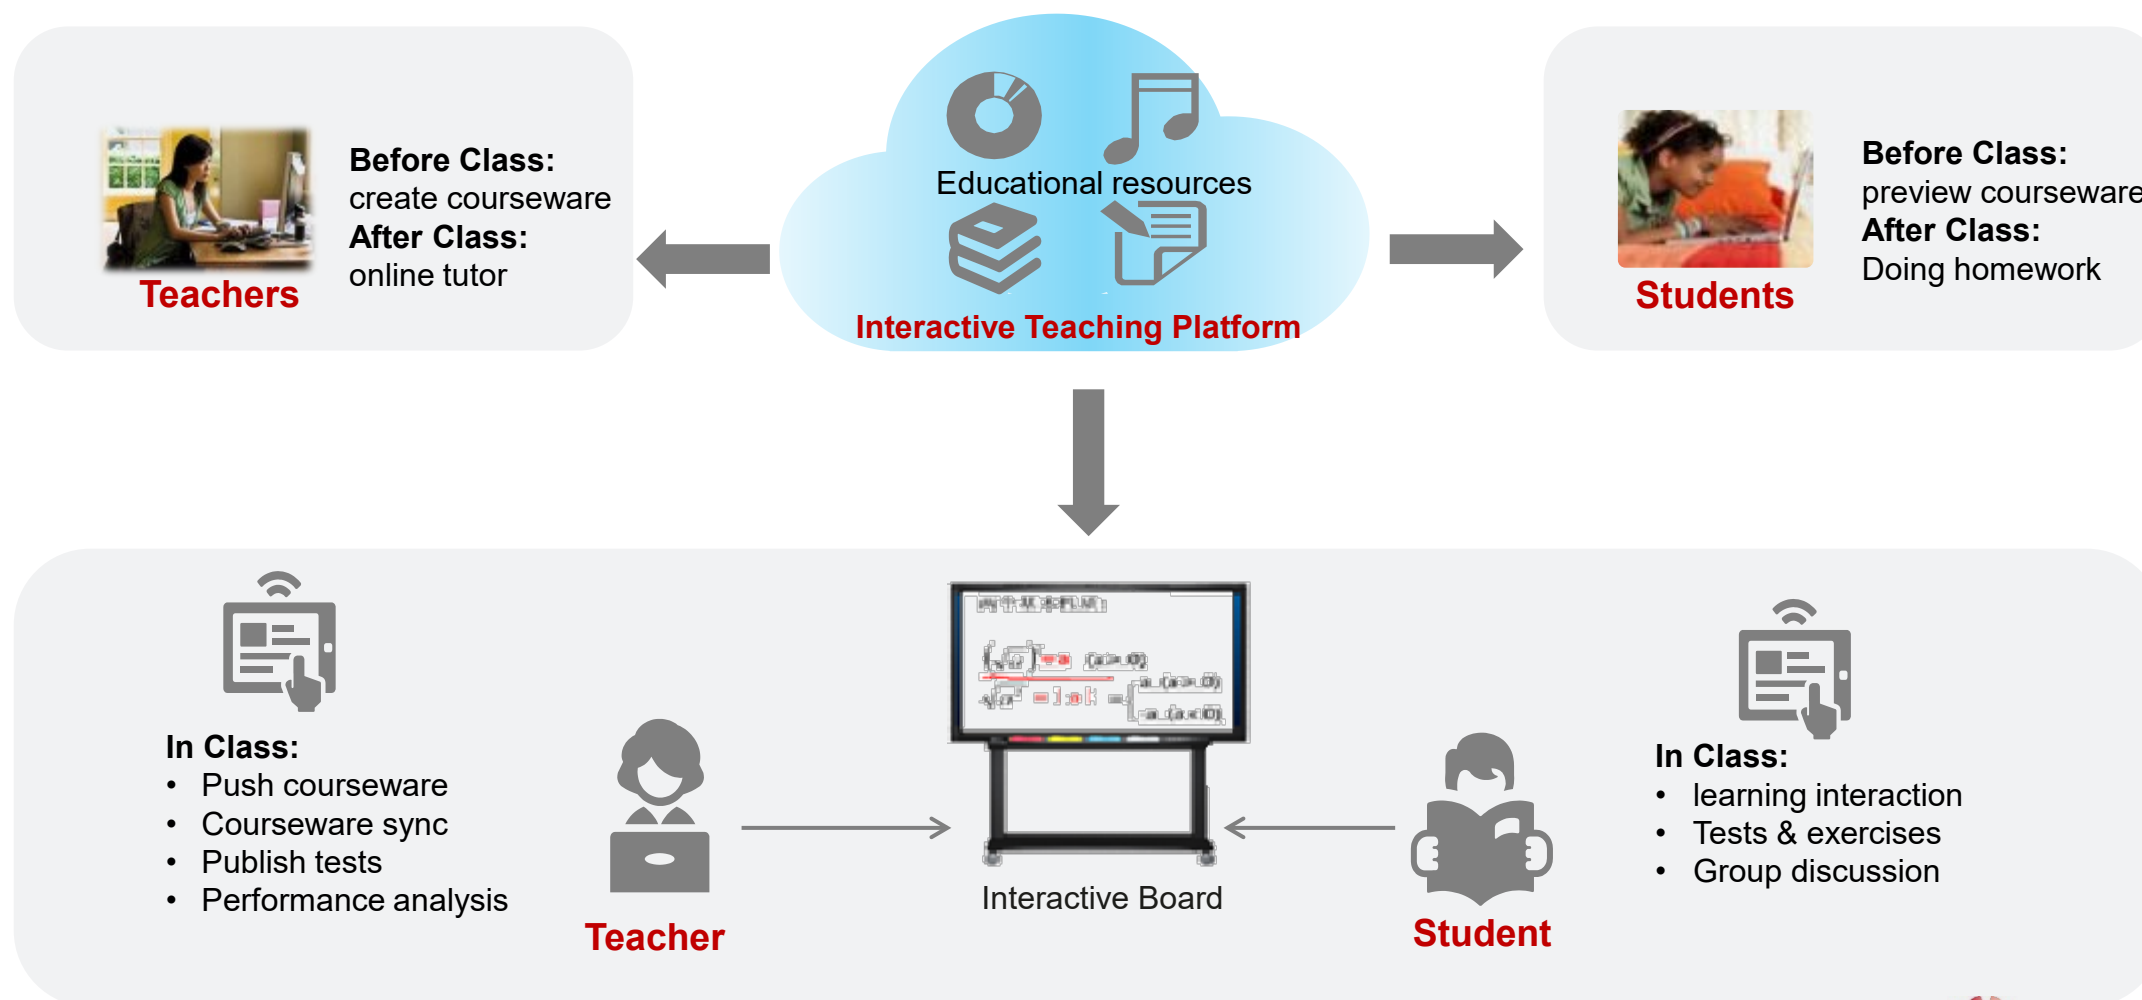 Before Class:
create courseware
After Class:
online tutor
Teachers
Educational resources
Interactive Teaching Platform
Before Class:
preview courseware
After Class:
Doing homework
Students
In Class:
• Push courseware
• Courseware sync
• Publish tests
• Performance analysis
Teacher
Interactive Board
Student
In Class:
• learning interaction
• Tests & exercises
• Group discussion